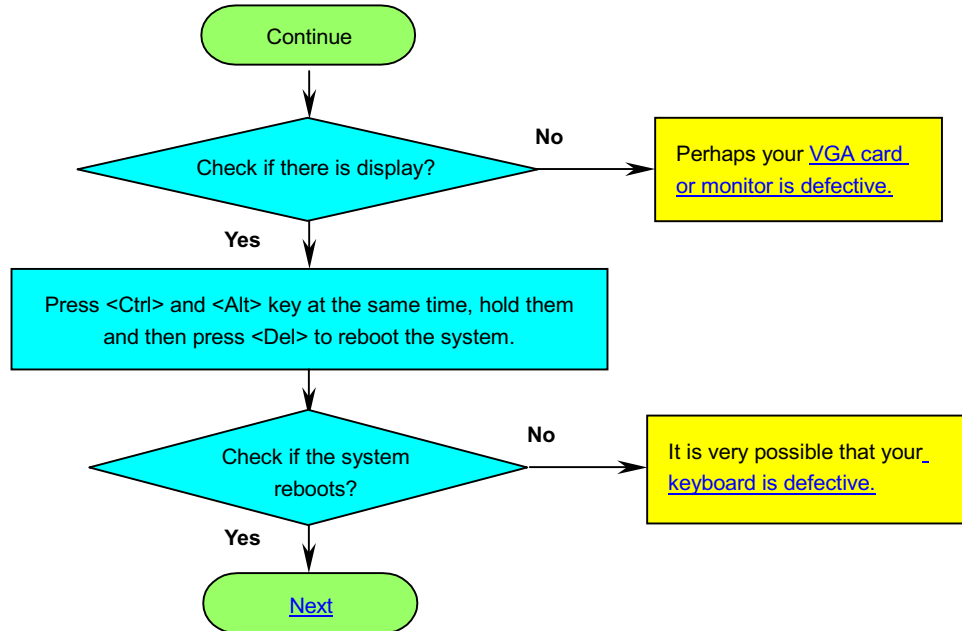 Continue
Check if there is display?
No
Perhaps your VGA card
or monitor is defective.
Yes
Press <Ctrl> and <Alt> key at the same time, hold them
and then press <Del> to reboot the system.
Check if the system
reboots?
No
It is very possible that your
keyboard is defective.
Yes
Next